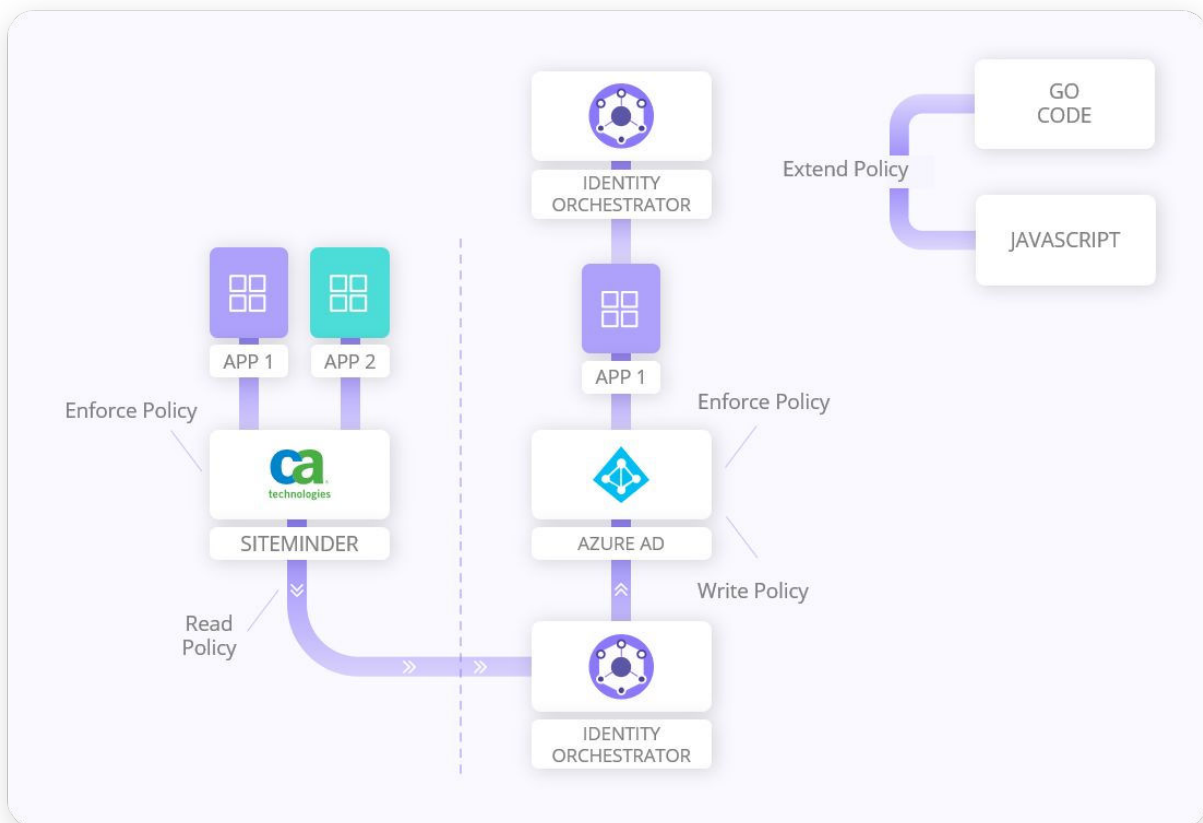 IDENTITY
ORCHESTRATOR
GO
CODE
Extend Policy
JAVASCRIPT
APP 1
APP 2
APP 1
Enforce Policy
Enforce Policy
ca
technologies
SITEMINDER
AZURE AD
Read
Policy
Write Policy
IDENTITY
ORCHESTRATOR